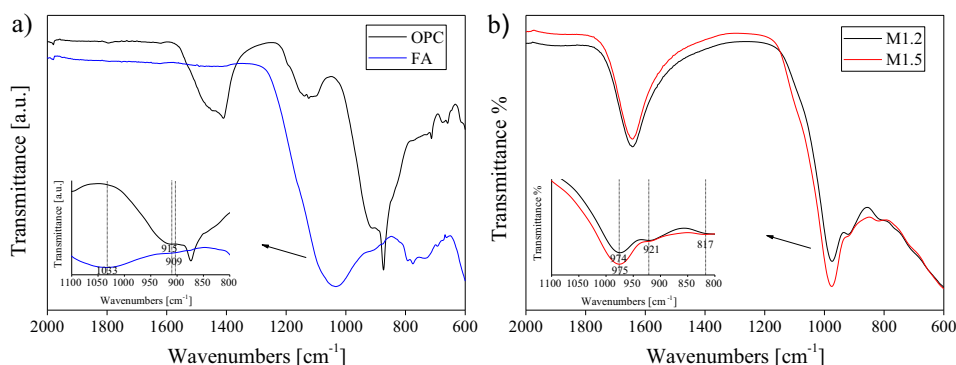 a)
OPC
FA
Transmittance [a.u.]
Transmittance [a.u.]
915
909
1033
1100 1050 1000 950 900 850 800
Wavenumbers [cm-1]
2000 1800 1600 1400 1200 1000 800 600
Wavenumbers [cm-1]
b)
M1.2
M1.5
Transmittance %
Transmittance %
974
975
921
817
1100 1050 1000 950 900 850 800
Wavenumbers [cm-1]
2000 1800 1600 1400 1200 1000 800 600
Wavenumbers [cm-1]